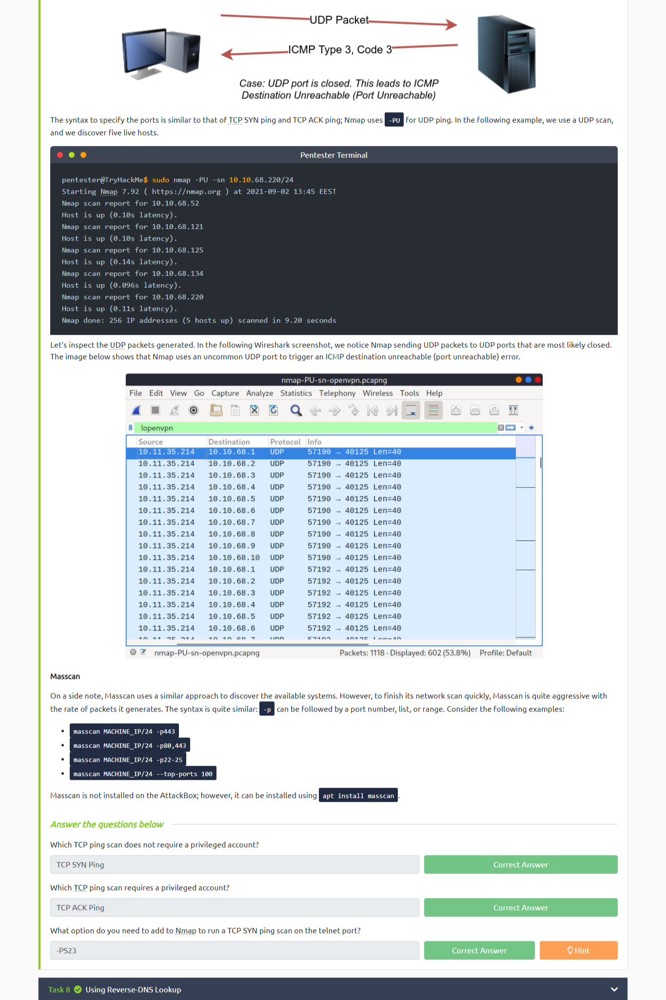 UDP Packet
ICMP Type 3, Code 3
Case: UDP port is closed. This leads to ICMP
Destination Unreachable (Port Unreachable)
The syntax to specify the ports is similar to that of TCP SYN ping and TCP ACK ping; Nmap uses -PU for UDP ping. In the following example, we use a UDP scan,
and we discover five live hosts.
Pentester Terminal
pentester@TryHackMe$ sudo nmap -PU -sn 10.10.68.220/24
Starting Nmap 7.92 ( https://nmap.org ) at 2021-09-02 13:45 EEST
Nmap scan report for 10.10.68.52
Host is up (0.10s latency).
Nmap scan report for 10.10.68.121
Host is up (0.10s latency).
Nmap scan report for 10.10.68.125
Host is up (0.14s latency).
Nmap scan report for 10.10.68.134
Host is up (0.096s latency).
Nmap scan report for 10.10.68.220
Host is up (0.11s latency).
Nmap done: 256 IP addresses (5 hosts up) scanned in 9.20 seconds
Let’s inspect the UDP packets generated. In the following Wireshark screenshot, we notice Nmap sending UDP packets to UDP ports that are most likely closed.
The image below shows that Nmap uses an uncommon UDP port to trigger an ICMP destination unreachable (port unreachable) error.
nmap-PU-sn-openvpn.pcapng
File Edit View Go Capture Analyze Statistics Telephony Wireless Tools Help
!openvpn
Source Destination Protocol Info
10.11.35.214 10.10.68.1 UDP 57190 → 40125 Len=40
10.11.35.214 10.10.68.2 UDP 57190 → 40125 Len=40
10.11.35.214 10.10.68.3 UDP 57190 → 40125 Len=40
10.11.35.214 10.10.68.4 UDP 57190 → 40125 Len=40
10.11.35.214 10.10.68.5 UDP 57190 → 40125 Len=40
10.11.35.214 10.10.68.6 UDP 57190 → 40125 Len=40
10.11.35.214 10.10.68.7 UDP 57190 → 40125 Len=40
10.11.35.214 10.10.68.8 UDP 57190 → 40125 Len=40
10.11.35.214 10.10.68.9 UDP 57190 → 40125 Len=40
10.11.35.214 10.10.68.10 UDP 57190 → 40125 Len=40
10.11.35.214 10.10.68.1 UDP 57192 → 40125 Len=40
10.11.35.214 10.10.68.2 UDP 57192 → 40125 Len=40
10.11.35.214 10.10.68.3 UDP 57192 → 40125 Len=40
10.11.35.214 10.10.68.4 UDP 57192 → 40125 Len=40
10.11.35.214 10.10.68.5 UDP 57192 → 40125 Len=40
10.11.35.214 10.10.68.6 UDP 57192 → 40125 Len=40
nmap-PU-sn-openvpn.pcapng Packets: 1118 · Displayed: 602 (53.8%) Profile: Default
Masscan
On a side note, Masscan uses a similar approach to discover the available systems. However, to finish its network scan quickly, Masscan is quite aggressive with
the rate of packets it generates. The syntax is quite similar: -p can be followed by a port number, list, or range. Consider the following examples:
• masscan MACHINE_IP/24 -p443
• masscan MACHINE_IP/24 -p80,443
• masscan MACHINE_IP/24 -p22-25
• masscan MACHINE_IP/24 --top-ports 100
Masscan is not installed on the AttackBox; however, it can be installed using apt install masscan.
Answer the questions below
Which TCP ping scan does not require a privileged account?
TCP SYN Ping Correct Answer
Which TCP ping scan requires a privileged account?
TCP ACK Ping Correct Answer
What option do you need to add to Nmap to run a TCP SYN ping scan on the telnet port?
-PS23 Correct Answer Hint
Task 8 Using Reverse-DNS Lookup